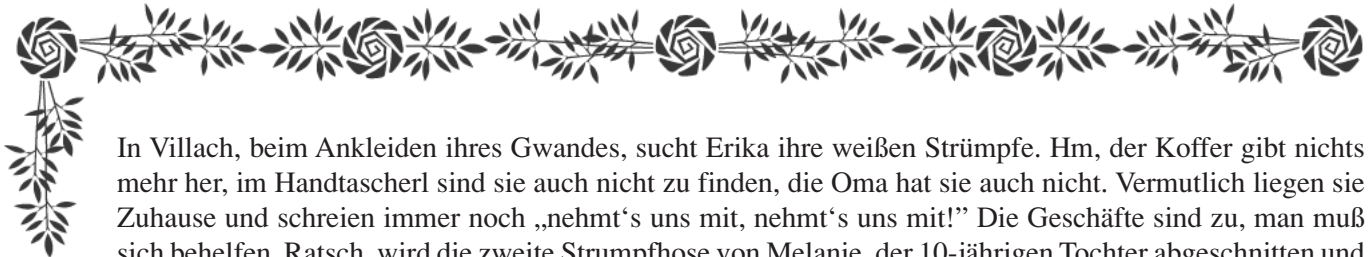 In Villach, beim Ankleiden ihres Gwandes, sucht Erika ihre weißen Strümpfe. Hm, der Koffer gibt nichts
mehr her, im Handtascherl sind sie auch nicht zu finden, die Oma hat sie auch nicht. Vermutlich liegen sie
Zuhause und schreien immer noch „nehmt‘s uns mit, nehmt‘s uns mit!” Die Geschäfte sind zu, man muß
sich behelfen. Ratsch, wird die zweite Strumpfhose von Melanie, der 10-jährigen Tochter abgeschnitten und